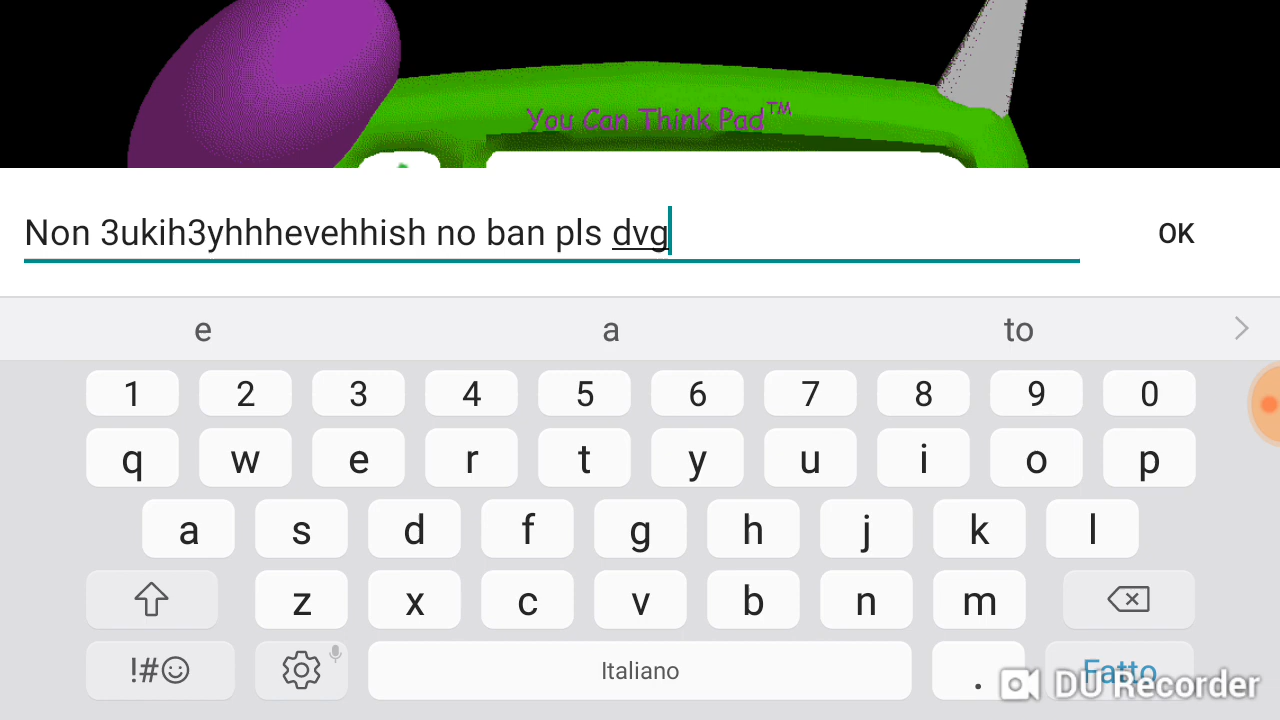 You Can Think Pad™
Non 3ukih3yhhhevehhish no ban pls dvg
OK
e a to
1 2 3 4 5 6 7 8 9 0
q w e r t y u i o p
a s d f g h j k l
z x c v b n m
!#☺ Italiano . Fatto
DU Recorder